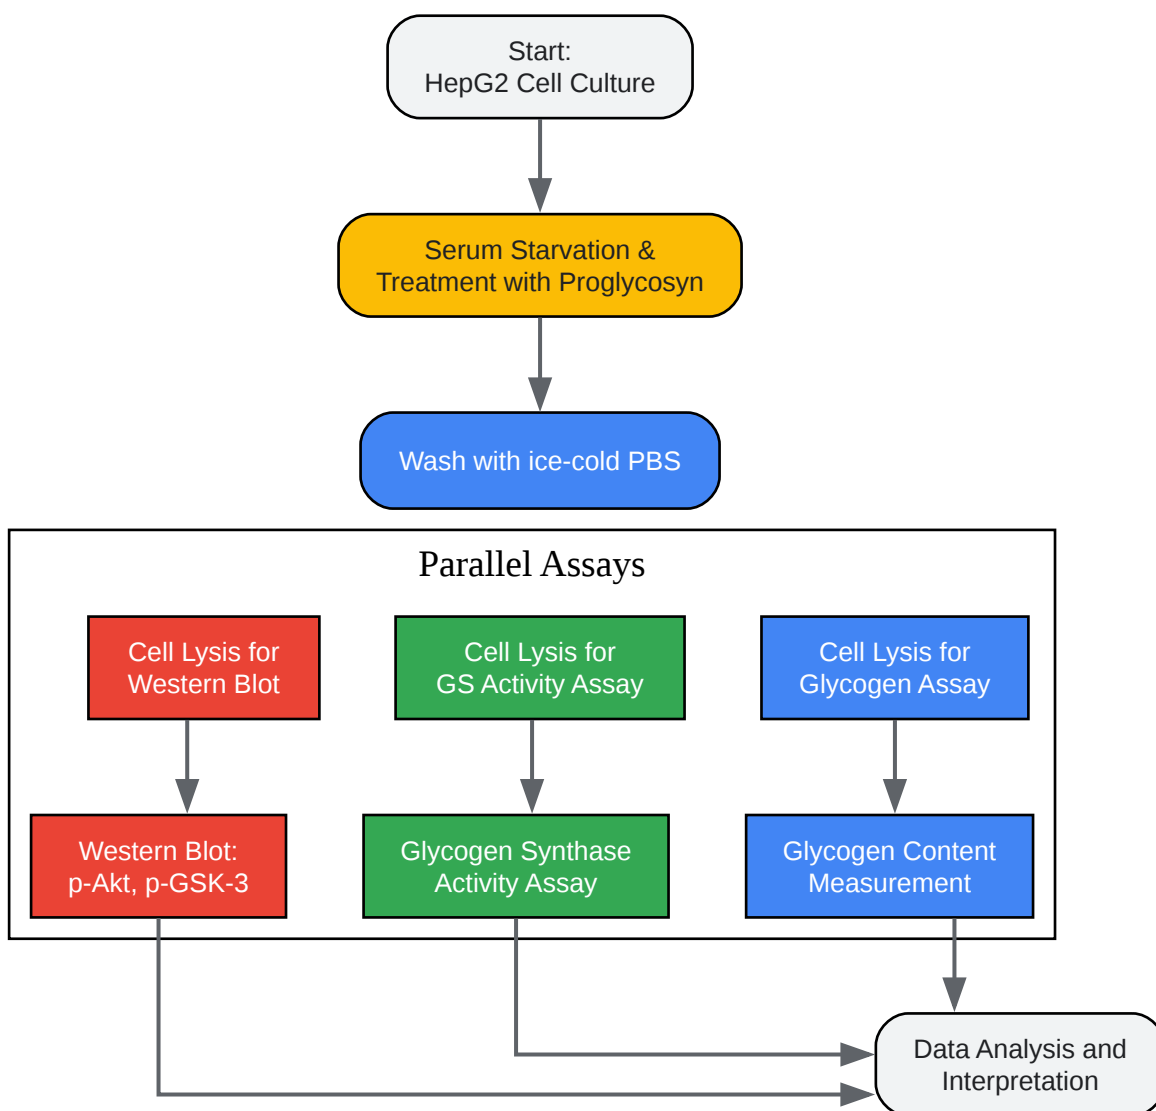 Start:
HepG2 Cell Culture
Serum Starvation &
Treatment with Proglycosyn
Wash with ice-cold PBS
Parallel Assays
Cell Lysis for
Western Blot
Cell Lysis for
GS Activity Assay
Cell Lysis for
Glycogen Assay
Western Blot:
p-Akt, p-GSK-3
Glycogen Synthase
Activity Assay
Glycogen Content
Measurement
Data Analysis and
Interpretation